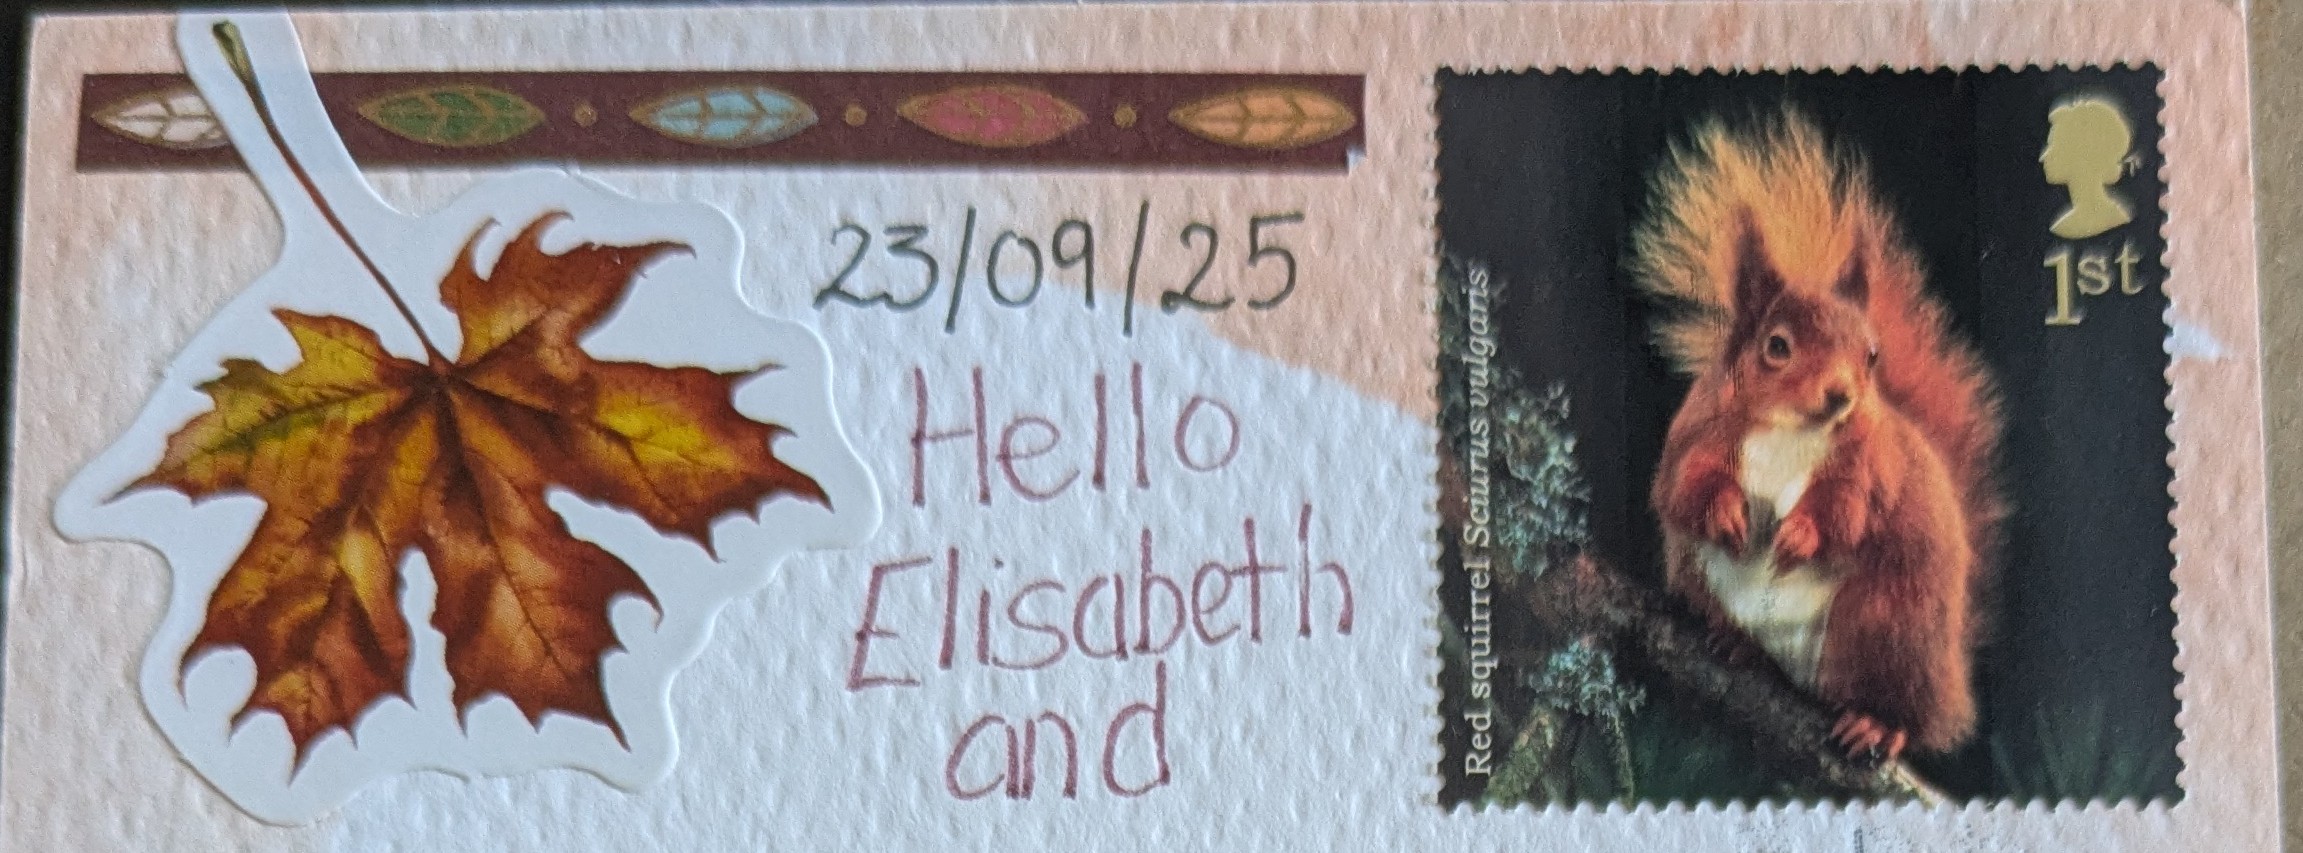 23/09/25
Hello
Elisabeth
and
1st
Red squirrel Sciurus vulgaris